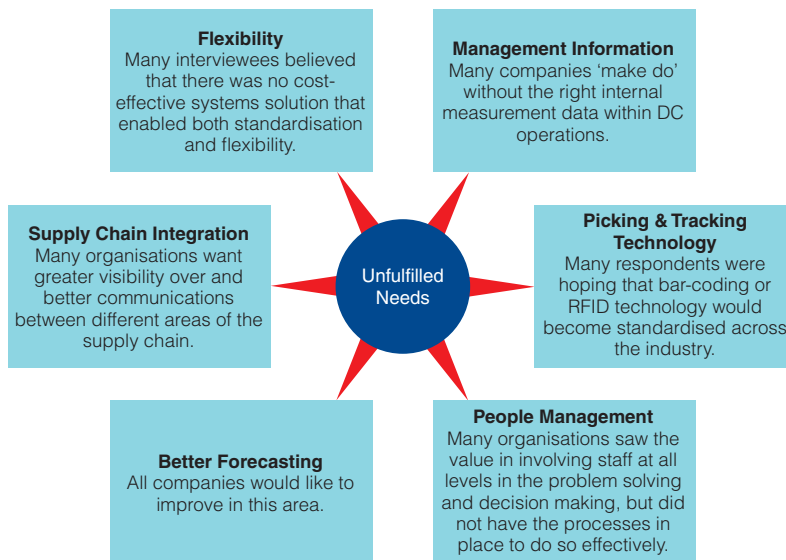 Flexibility
Many interviewees believed
that there was no cost-
effective systems solution that
enabled both standardisation
and flexibility.
Management Information
Many companies ‘make do’
without the right internal
measurement data within DC
operations.
Supply Chain Integration
Many organisations want
greater visibility over and
better communications
between different areas of the
supply chain.
Unfulfilled
Needs
Picking & Tracking
Technology
Many respondents were
hoping that bar-coding or
RFID technology would
become standardised across
the industry.
Better Forecasting
All companies would like to
improve in this area.
People Management
Many organisations saw the
value in involving staff at all
levels in the problem solving
and decision making, but did
not have the processes in
place to do so effectively.